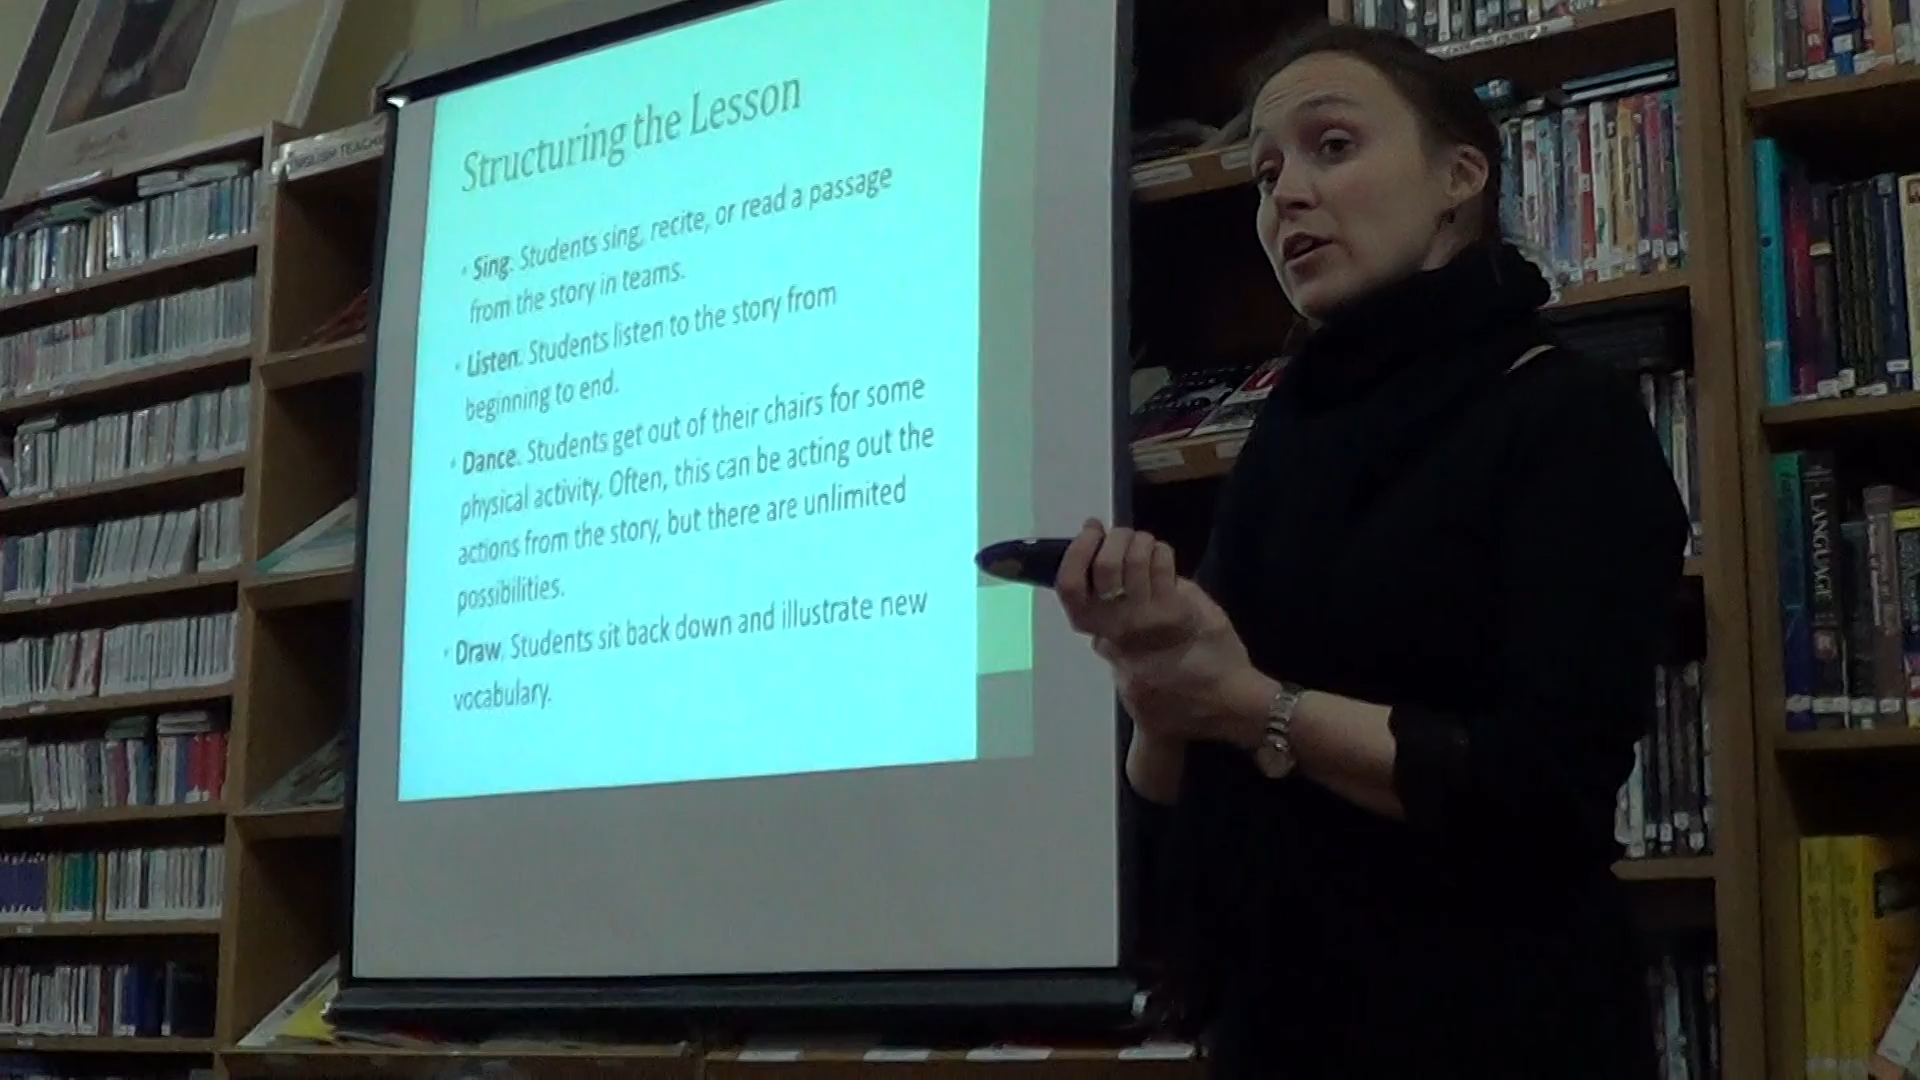 Structuring the Lesson
• Sing. Students sing, recite, or read a passage
from the story in teams.
• Listen. Students listen to the story from
beginning to end.
• Dance. Students get out of their chairs for some
physical activity. Often, this can be acting out the
actions from the story, but there are unlimited
possibilities.
• Draw. Students sit back down and illustrate new
vocabulary.
ENGLISH TEACH
LANGUAGE